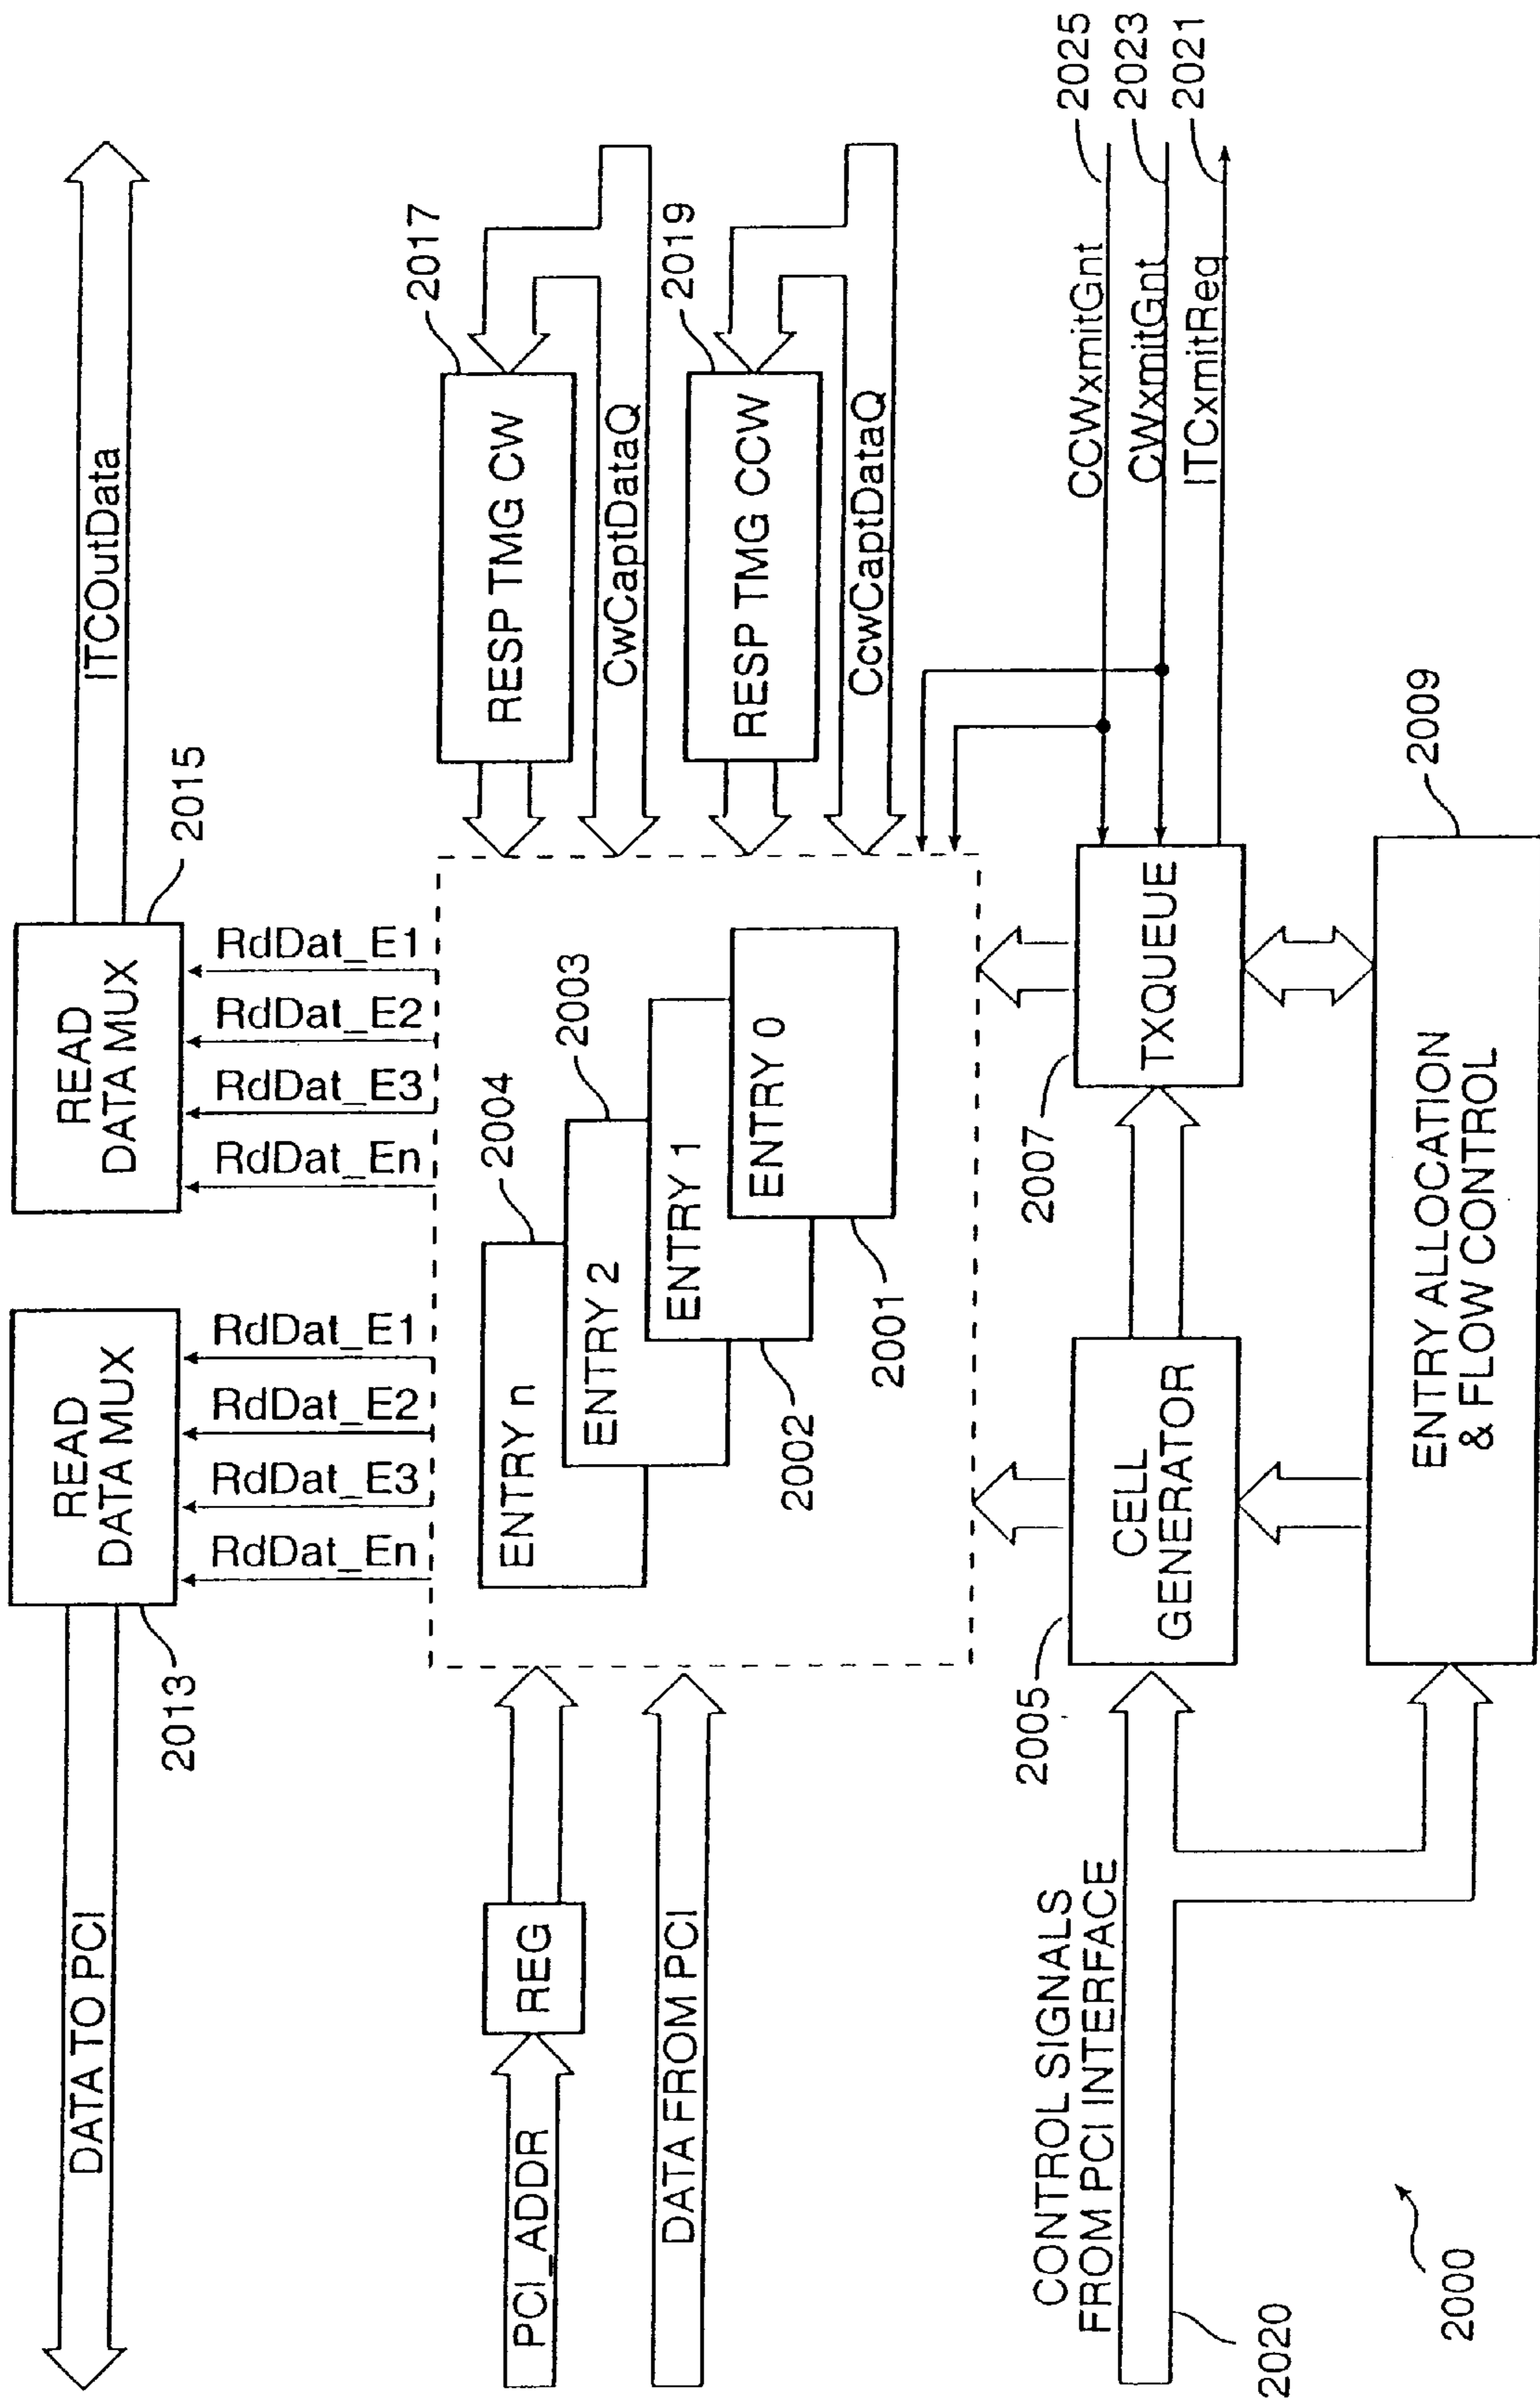 DATA TO PCI
2013
READ
DATA MUX
RdDat_En
RdDat_E3
RdDat_E2
RdDat_E1
READ
DATA MUX
2015
RdDat_En
RdDat_E3
RdDat_E2
RdDat_E1
ITCOutData
PCI_ADDR
REG
DATA FROM PCI
ENTRY n
2004
ENTRY 2
2003
ENTRY 1
2002
ENTRY 0
2001
RESP TMG CW
2017
CwCaptDataQ
RESP TMG CCW
2019
CcwCaptDataQ
CONTROL SIGNALS
FROM PCI INTERFACE
2020
2005
CELL
GENERATOR
2007
TXQUEUE
CCWxmitGnt
2025
CWxmitGnt
2023
ITCxmitReq
2021
ENTRY ALLOCATION
& FLOW CONTROL
2009
2000